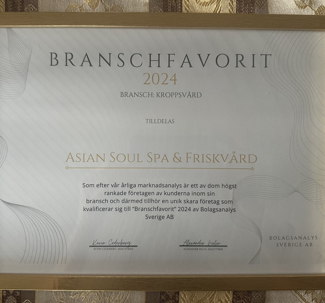 BRANSCHFAVORIT
2024
BRANSCH: KROPPSVÅRD
TILLDELAS
ASIAN SOUL SPA & FRISKVÅRD
Som efter vår årliga marknadsanalys är ett av dom högst
rankade företagen av kunderna inom sin
bransch och därmed tillhör en unik skara företag som
kvalificerar sig till "Branschfavorit" 2024 av Bolagsanalys
Sverige AB
BOLAGSANALYS
SVERIGE AB